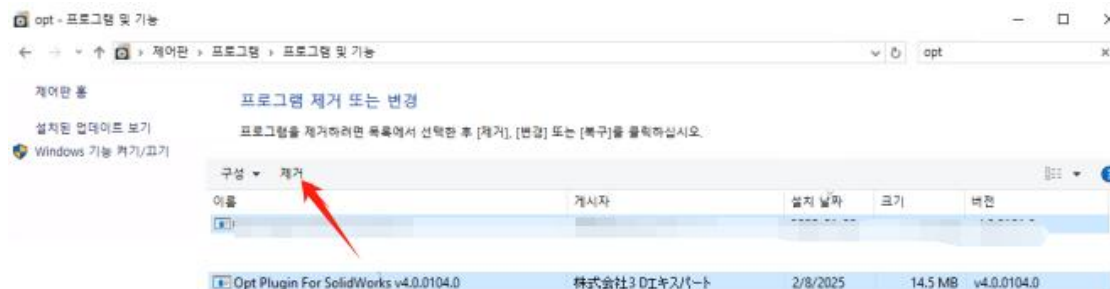 opt - 프로그램 및 기능
제어판 › 프로그램 › 프로그램 및 기능
opt
제어판 홈
프로그램 제거 또는 변경
설치된 업데이트 보기
프로그램을 제거하려면 목록에서 선택한 후 [제거], [변경] 또는 [복구]를 클릭하십시오.
Windows 기능 켜기/끄기
구성 제거
이름 게시자 설치 날짜 크기 버전
Opt Plugin For SolidWorks v4.0.0104.0 株式会社3Dエキスパート 2/8/2025 14.5 MB v4.0.0104.0